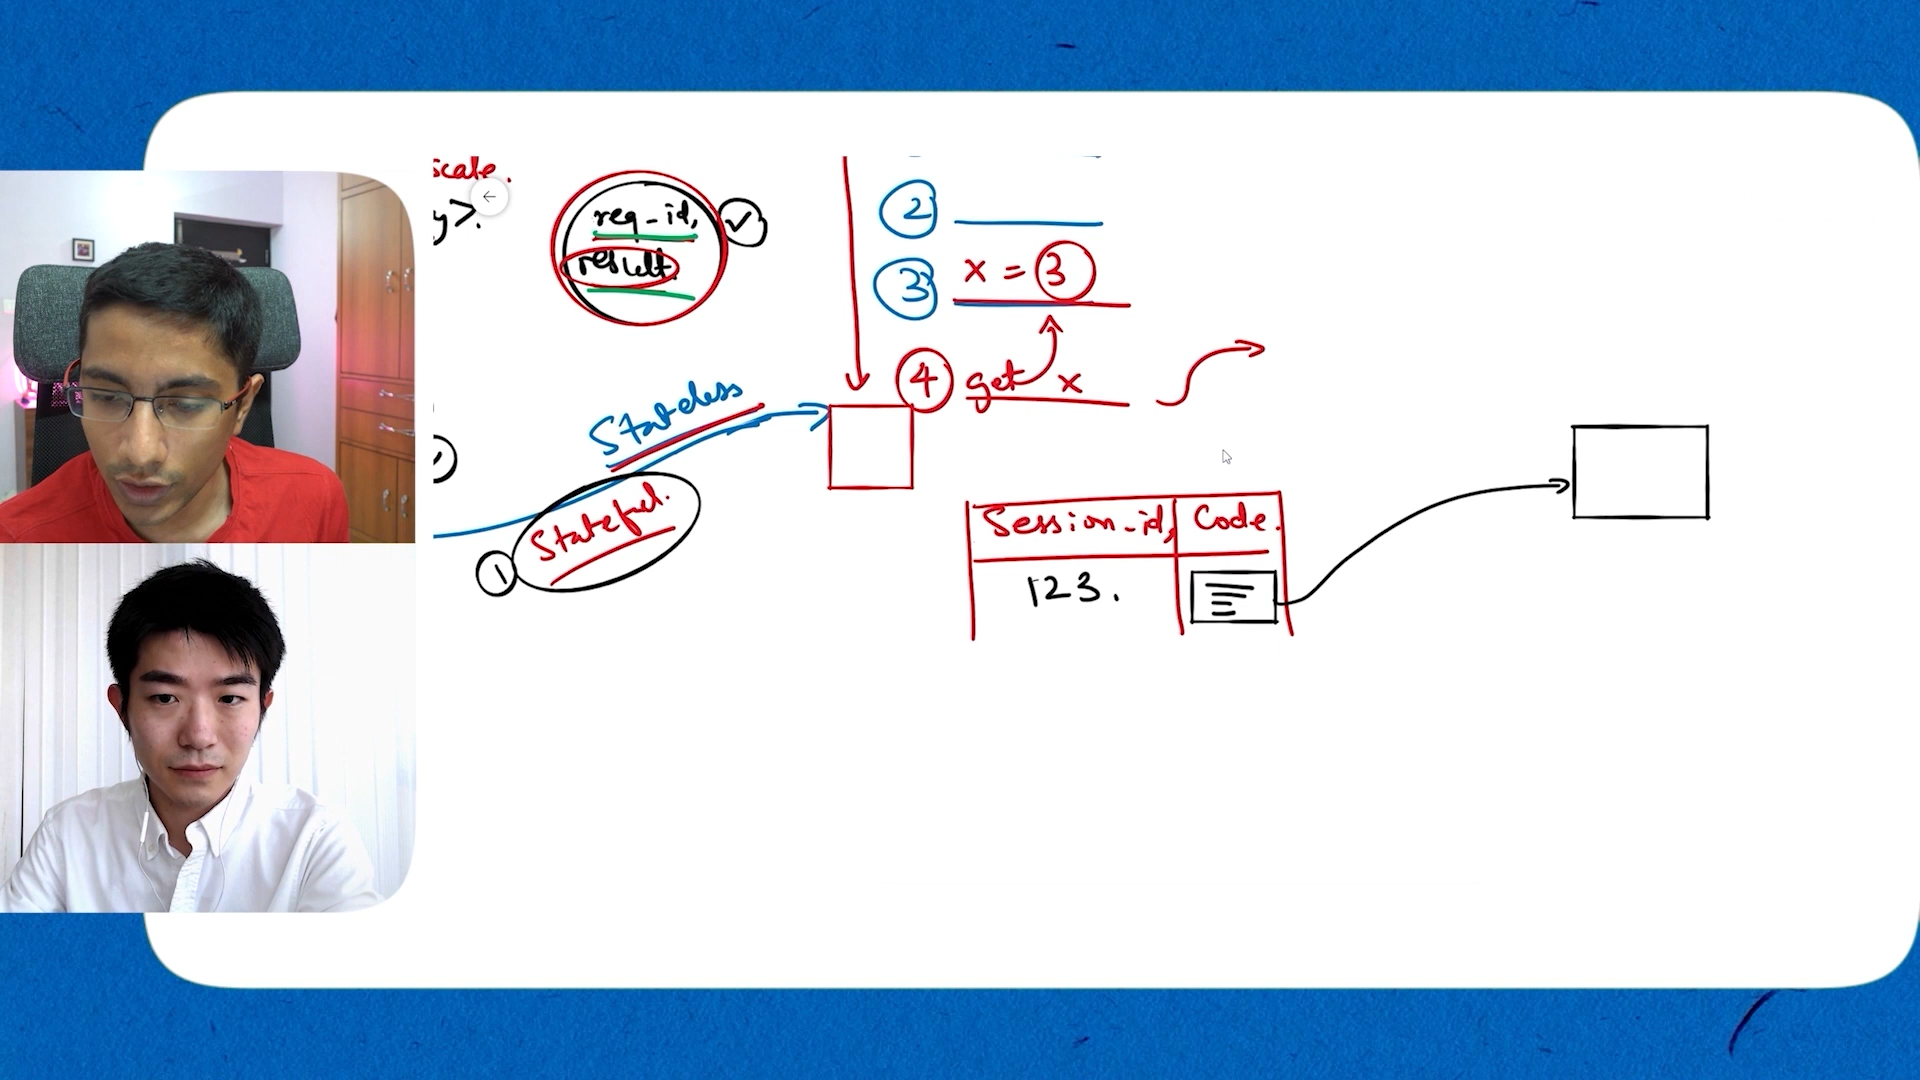 scale.
y>.
req-id,
result.
2
3 x = 3
4 get x
Stateless
1 Stateful.
Session-id, Code.
123.